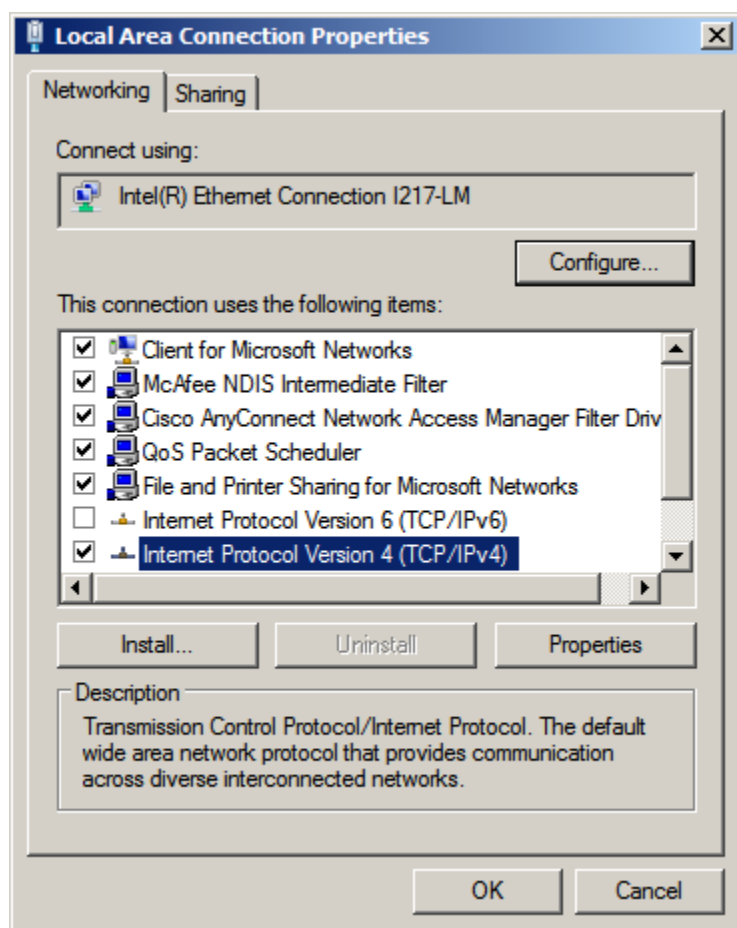 Local Area Connection Properties
Networking
Sharing
Connect using:
Intel(R) Ethernet Connection I217-LM
Configure...
This connection uses the following items:
Client for Microsoft Networks
McAfee NDIS Intermediate Filter
Cisco AnyConnect Network Access Manager Filter Driv
QoS Packet Scheduler
File and Printer Sharing for Microsoft Networks
Internet Protocol Version 6 (TCP/IPv6)
Internet Protocol Version 4 (TCP/IPv4)
Install...
Uninstall
Properties
Description
Transmission Control Protocol/Internet Protocol. The default
wide area network protocol that provides communication
across diverse interconnected networks.
OK
Cancel